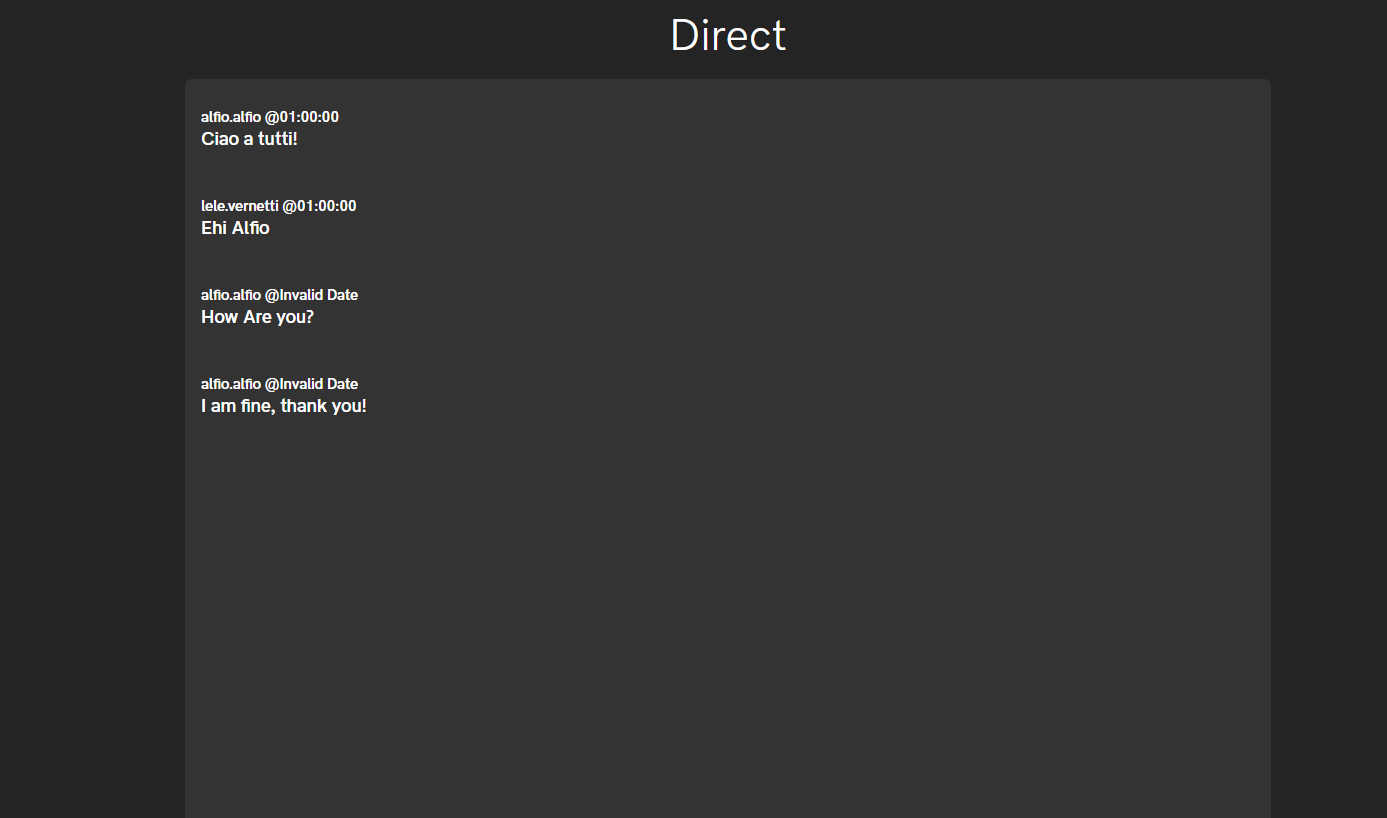 Direct
alfio.alfio @01:00:00
Ciao a tutti!
lele.vernetti @01:00:00
Ehi Alfio
alfio.alfio @Invalid Date
How Are you?
alfio.alfio @Invalid Date
I am fine, thank you!